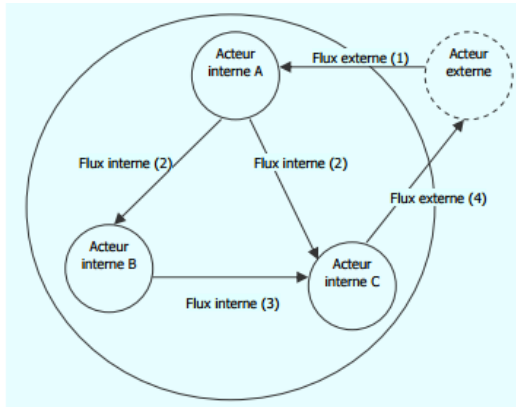 Acteur
interne A
Flux externe (1)
Acteur
externe
Flux interne (2)
Flux interne (2)
Flux externe (4)
Acteur
interne B
Acteur
interne C
Flux interne (3)